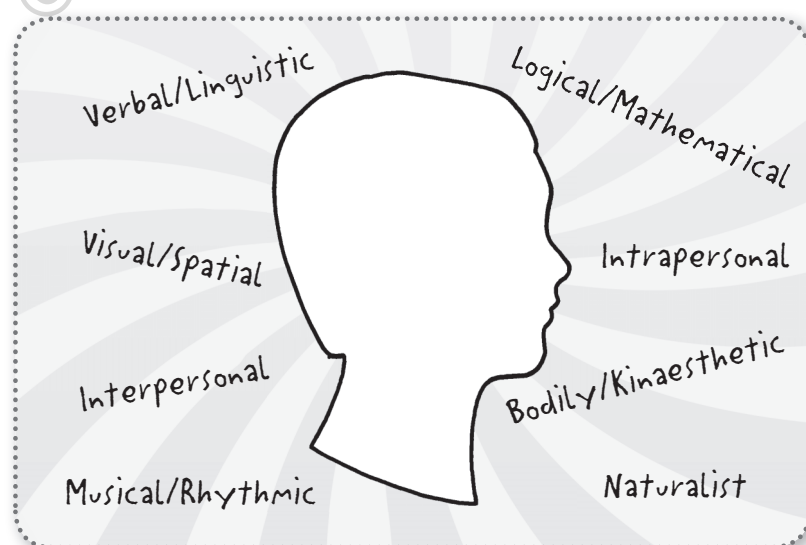 Verbal/Linguistic
Logical/Mathematical
Visual/Spatial
Intrapersonal
Interpersonal
Bodily/Kinaesthetic
Musical/Rhythmic
Naturalist